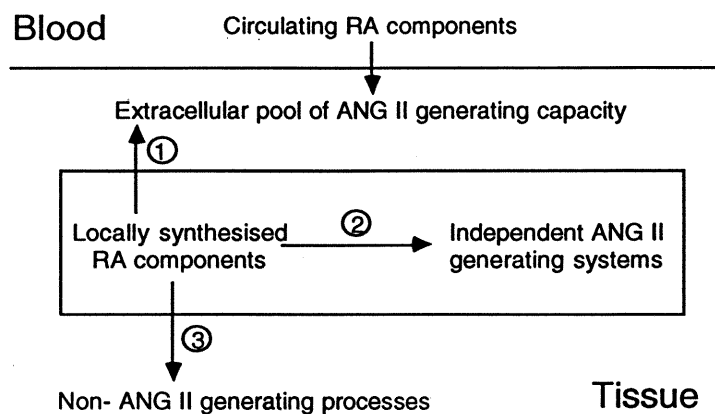 Blood
Circulating RA components
Extracellular pool of ANG II generating capacity
1
Locally synthesised
RA components
2
Independent ANG II
generating systems
3
Non- ANG II generating processes
Tissue